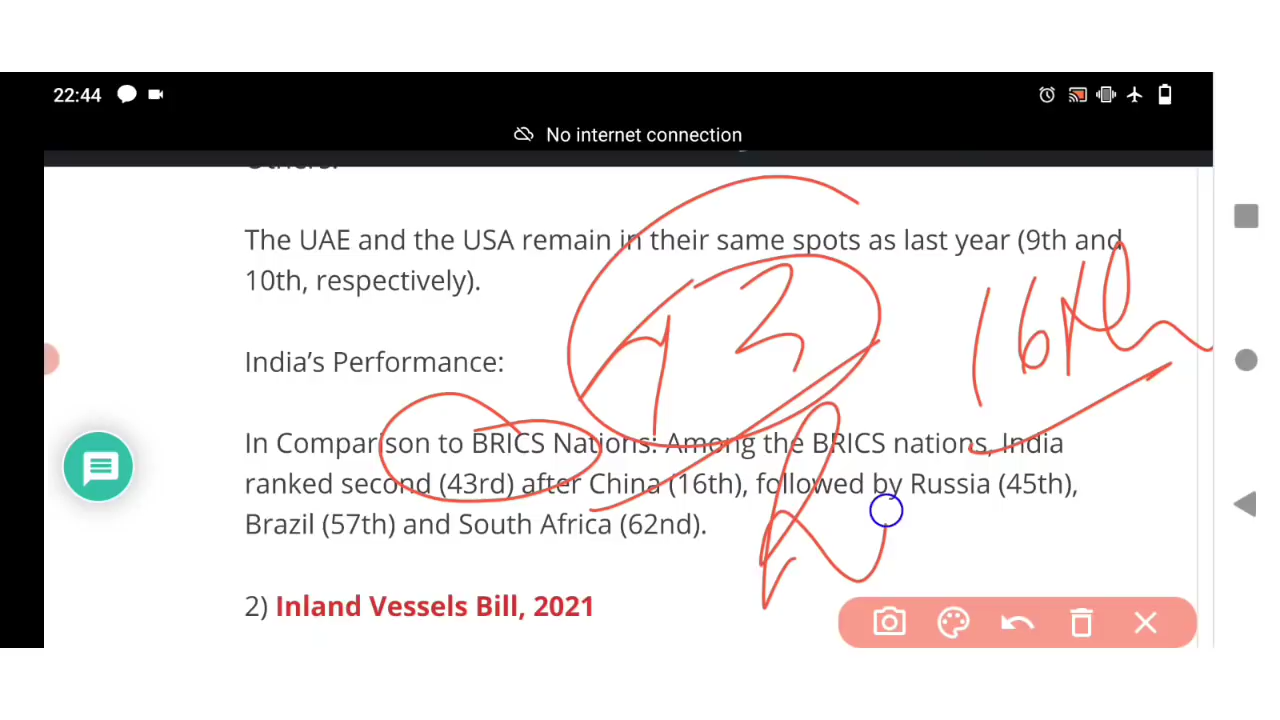 22:44
No internet connection
Others:
The UAE and the USA remain in their same spots as last year (9th and
10th, respectively).
43
16th
India’s Performance:
In Comparison to BRICS Nations: Among the BRICS nations, India
ranked second (43rd) after China (16th), followed by Russia (45th),
Brazil (57th) and South Africa (62nd).
2) Inland Vessels Bill, 2021